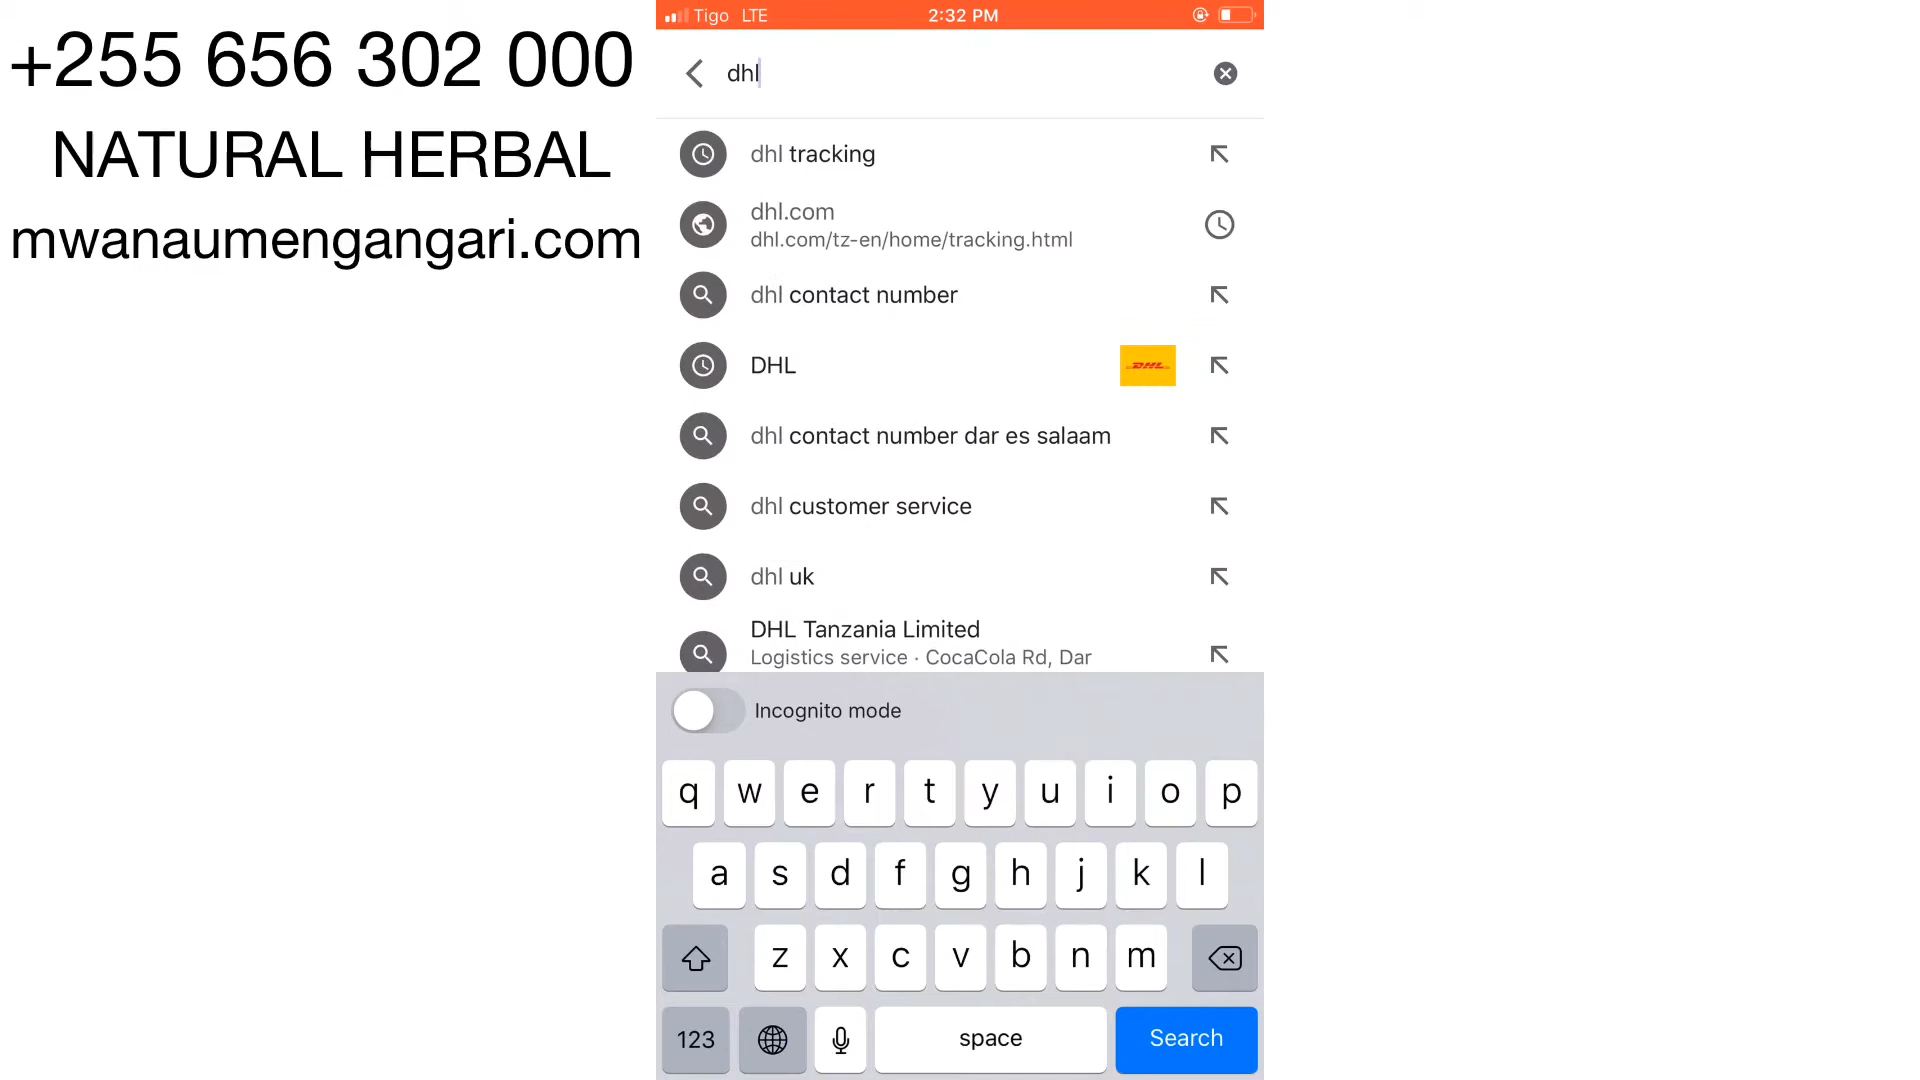 +255 656 302 000
NATURAL HERBAL
mwanaumengangari.com
Tigo LTE 2:32 PM
dhl
dhl tracking
dhl.com
dhl.com/tz-en/home/tracking.html
dhl contact number
DHL DHL
dhl contact number dar es salaam
dhl customer service
dhl uk
DHL Tanzania Limited
Logistics service · CocaCola Rd, Dar
Incognito mode
q w e r t y u i o p
a s d f g h j k l
z x c v b n m
123 space Search